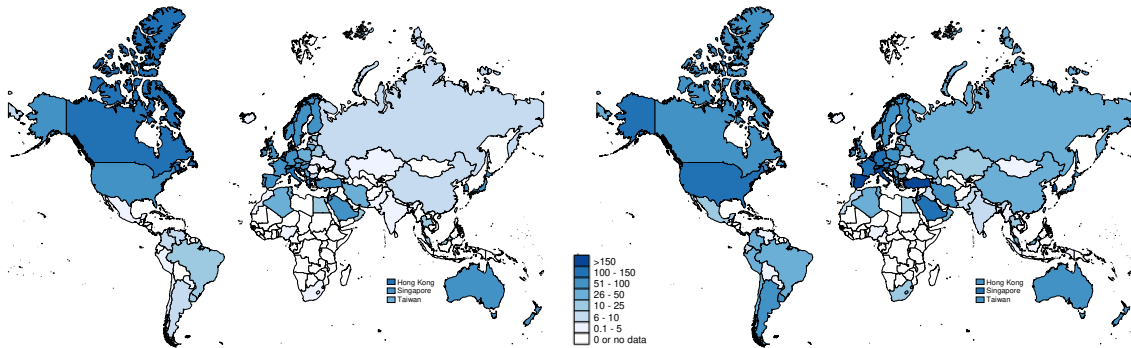 Hong Kong
Singapore
Taiwan
>150
100 - 150
51 - 100
26 - 50
10 - 25
6 - 10
0.1 - 5
0 or no data
Hong Kong
Singapore
Taiwan